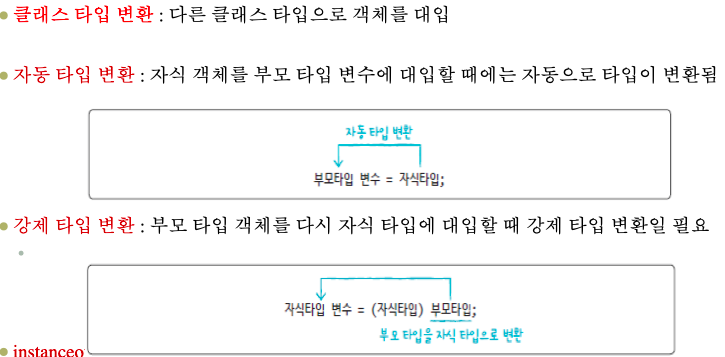 클래스 타입 변환 : 다른 클래스 타입으로 객체를 대입
자동 타입 변환 : 자식 객체를 부모 타입 변수에 대입할 때에는 자동으로 타입이 변환됨
자동 타입 변환
부모타입 변수 = 자식타입;
강제 타입 변환 : 부모 타입 객체를 다시 자식 타입에 대입할 때 강제 타입 변환일 필요
자식타입 변수 = (자식타입) 부모타입;
부모 타입을 자식 타입으로 변환
instanceo